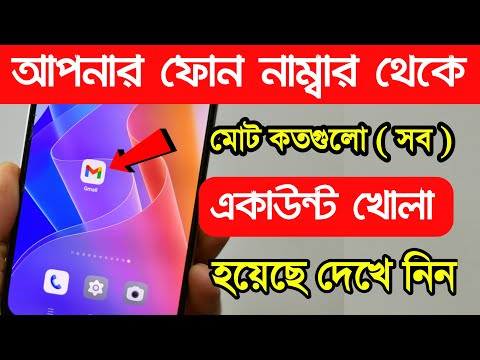 আপনার ফোন নাম্বার থেকে
মোট কতগুলো ( সব )
একাউন্ট খোলা
হয়েছে দেখে নিন
Gmail